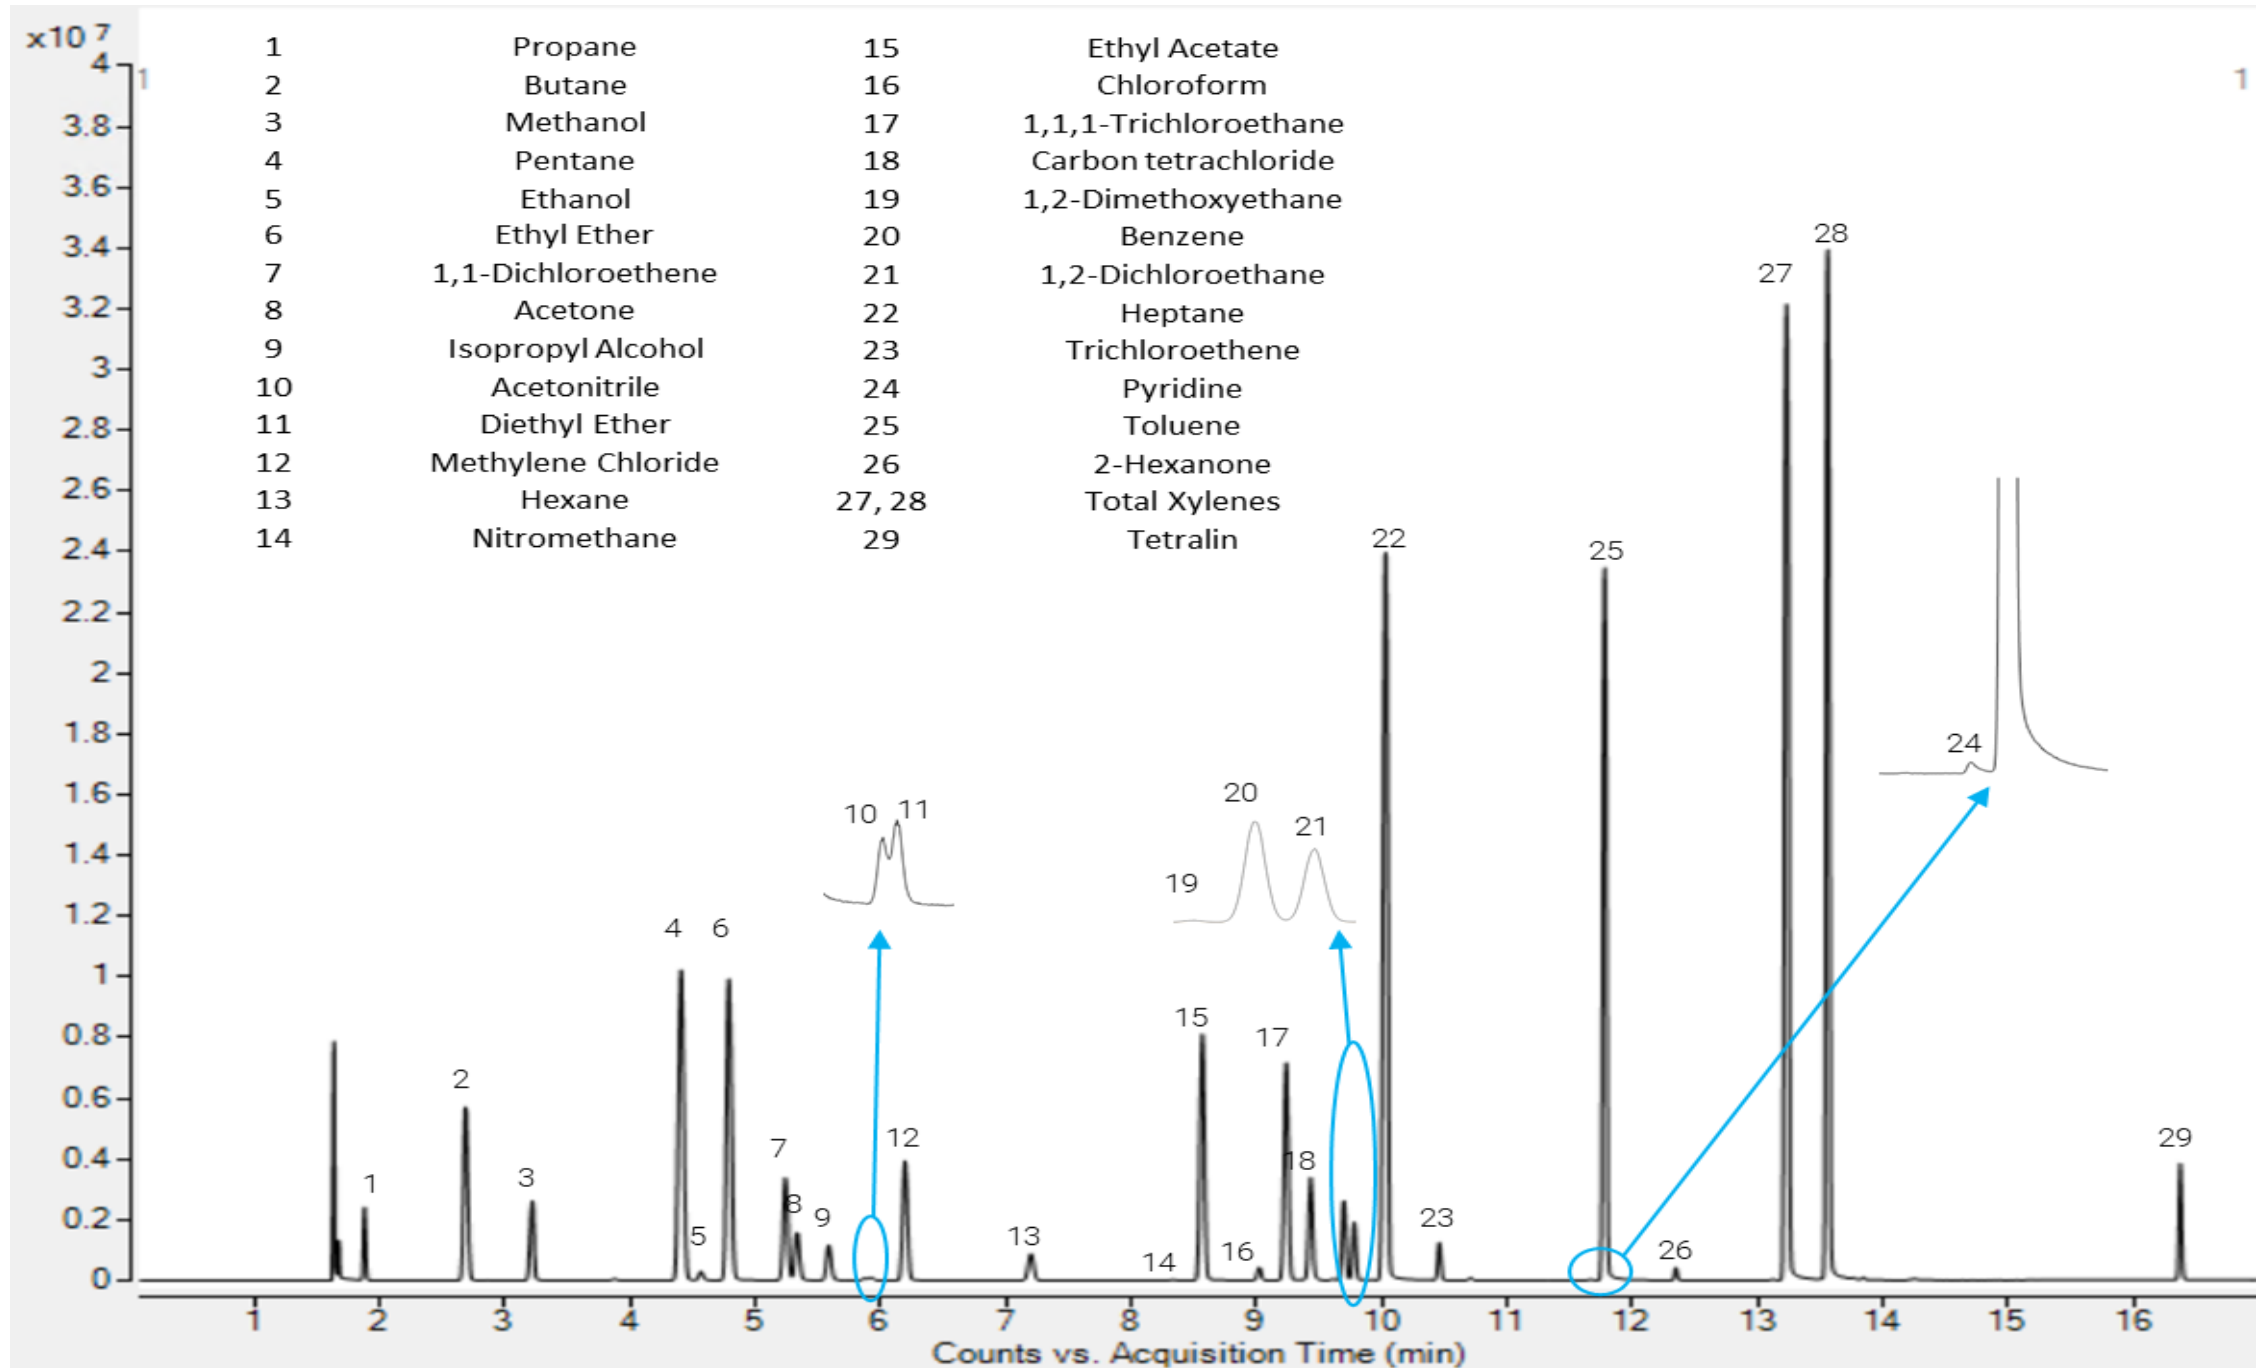 x10 7
1 Propane 15 Ethyl Acetate
4
1 1
2 Butane 16 Chloroform
3 Methanol 17 1,1,1-Trichloroethane
3.8
4 Pentane 18 Carbon tetrachloride
3.6
5 Ethanol 19 1,2-Dimethoxyethane
6 Ethyl Ether 20 Benzene
28
3.4
7 1,1-Dichloroethene 21 1,2-Dichloroethane
27
8 Acetone 22 Heptane
3.2
9 Isopropyl Alcohol 23 Trichloroethene
3
10 Acetonitrile 24 Pyridine
11 Diethyl Ether 25 Toluene
2.8
12 Methylene Chloride 26 2-Hexanone
2.6
13 Hexane 27, 28 Total Xylenes
14 Nitromethane 29 Tetralin
22
2.4
25
2.2
2
1.8
24
1.6
20
10 11
21
1.4
19
1.2
4 6
1
15
17
0.8
2
0.6
7
12
29
0.4
18
1
3
8
9
23
0.2
5
13
16
26
14
0
1 2 3 4 5 6 7 8 9 10 11 12 13 14 15 16
Counts vs. Acquisition Time (min)